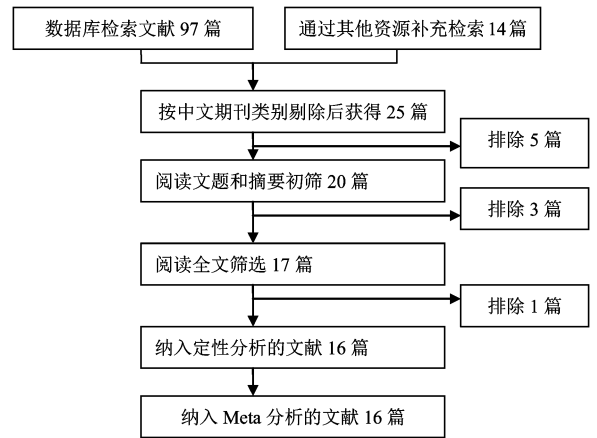 数据库检索文献 97 篇
通过其他资源补充检索 14 篇
按中文期刊类别剔除后获得 25 篇
排除 5 篇
阅读文题和摘要初筛 20 篇
排除 3 篇
阅读全文筛选 17 篇
排除 1 篇
纳入定性分析的文献 16 篇
纳入 Meta 分析的文献 16 篇